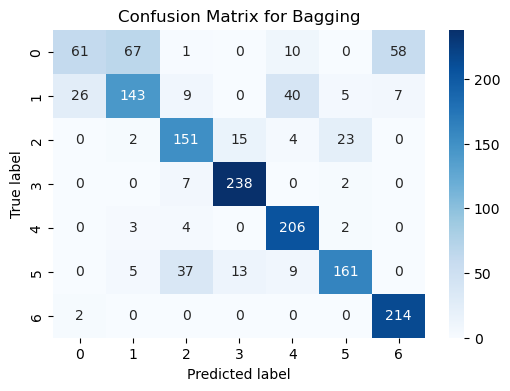 Confusion Matrix for Bagging
0 61 67 1 0 10 0 58
1 26 143 9 0 40 5 7
2 0 2 151 15 4 23 0
3 0 0 7 238 0 2 0
4 0 3 4 0 206 2 0
5 0 5 37 13 9 161 0
6 2 0 0 0 0 0 214
0 1 2 3 4 5 6
Predicted label
True label
200
150
100
50
0